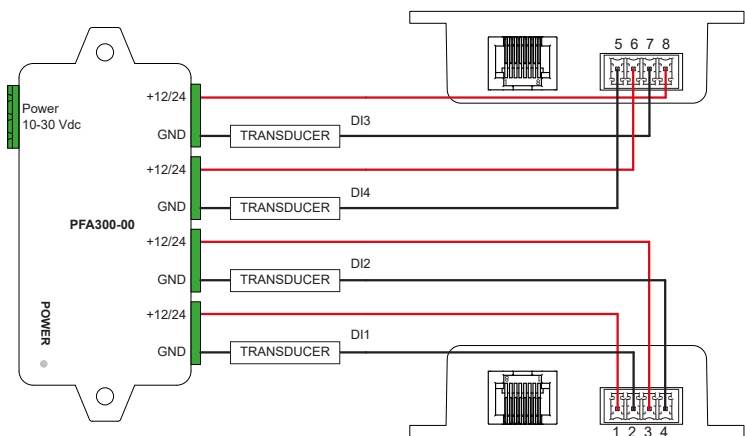 5 6 7 8
Power
10-30 Vdc
+12/24
DI3
GND
TRANSDUCER
+12/24
DI4
GND
TRANSDUCER
PFA300-00
+12/24
DI2
GND
TRANSDUCER
+12/24
POWER
DI1
GND
TRANSDUCER
1 2 3 4